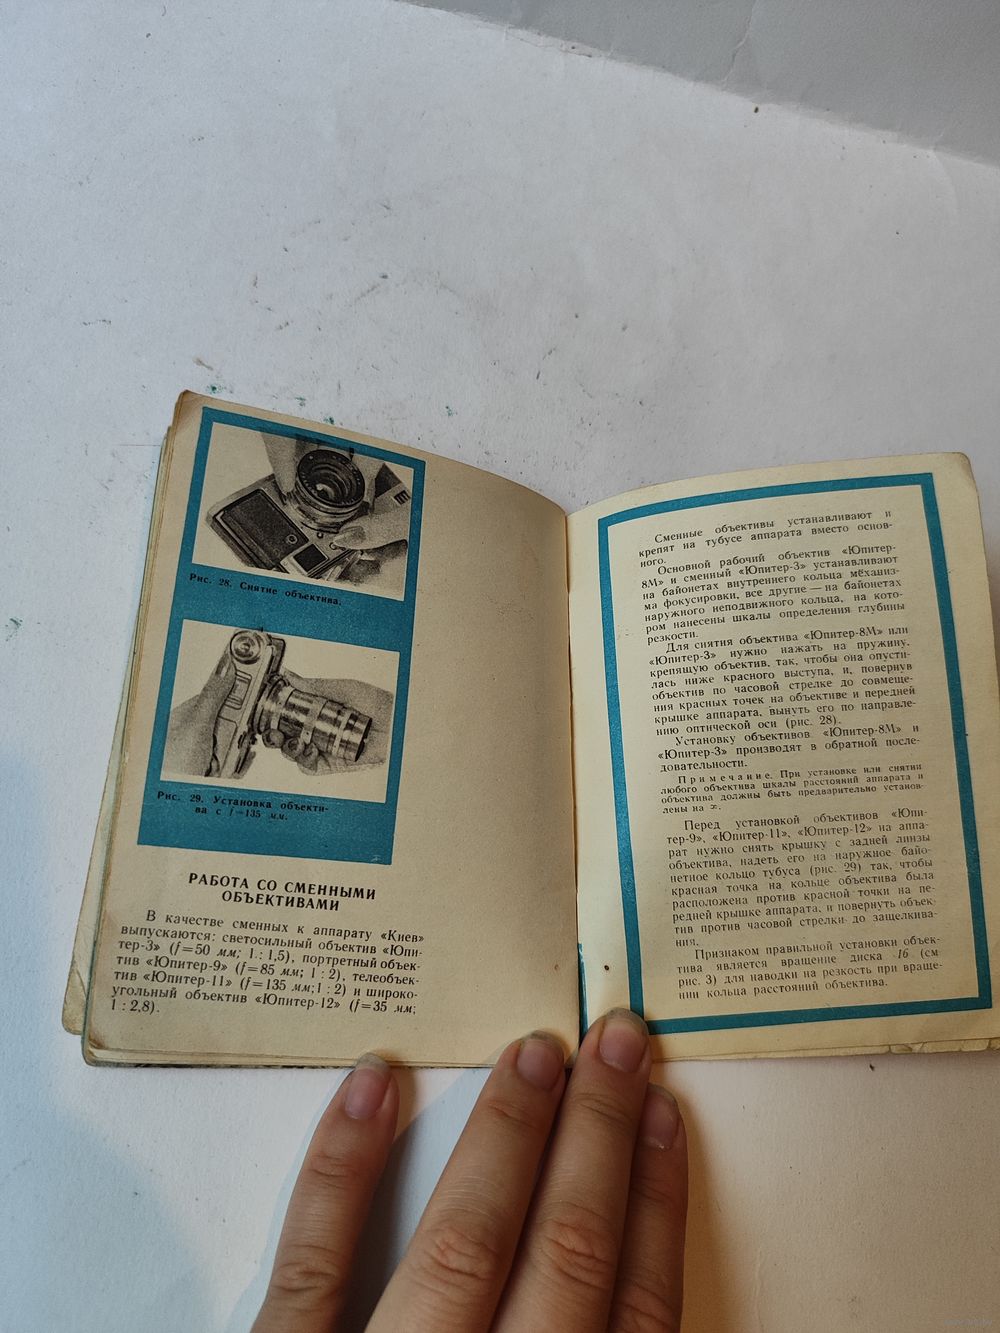 Рис. 28. Снятие объектива.
Рис. 29. Установка объекти-
ва с f=135 мм.
РАБОТА СО СМЕННЫМИ
ОБЪЕКТИВАМИ
В качестве сменных к аппарату «Киев»
выпускаются: светосильный объектив «Юпи-
тер-3» (f=50 мм; 1 : 1,5), портретный объек-
тив «Юпитер-9» (f=85 мм; 1 : 2), телеобъек-
тив «Юпитер-11» (f=135 мм; 1 : 2) и широко-
угольный объектив «Юпитер-12» (f=35 мм;
1 : 2,8).
Сменные объективы устанавливают и
крепят на тубусе аппарата вместо основ-
ного.
Основной рабочий объектив «Юпитер-
8М» и сменный «Юпитер-3» устанавливают
на байонетах внутреннего кольца механиз-
ма фокусировки, все другие — на байонетах
наружного неподвижного кольца, на кото-
ром нанесены шкалы определения глубины
резкости.
Для снятия объектива «Юпитер-8М» или
«Юпитер-3» нужно нажать на пружину,
крепящую объектив, так, чтобы она опусти-
лась ниже красного выступа, и, повернув
объектив по часовой стрелке до совмеще-
ния красных точек на объективе и передней
крышке аппарата, вынуть его по направле-
нию оптической оси (рис. 28).
Установку объективов «Юпитер-8М» и
«Юпитер-3» производят в обратной после-
довательности.
Примечание. При установке или снятии
любого объектива шкалы расстояний аппарата и
объектива должны быть предварительно установ-
лены на ∞.
Перед установкой объективов «Юпи-
тер-9», «Юпитер-11», «Юпитер-12» на аппа-
рат нужно снять крышку с задней линзы
объектива, надеть его на наружное байо-
нетное кольцо тубуса (рис. 29) так, чтобы
красная точка на кольце объектива была
расположена против красной точки на пе-
редней крышке аппарата, и повернуть объек-
тив против часовой стрелки до защелкива-
ния.
Признаком правильной установки объек-
тива является вращение диска 16 (см
рис. 3) для наводки на резкость при враще-
нии кольца расстояний объектива.